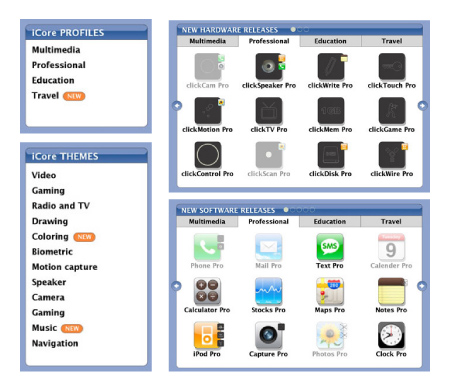 iCore PROFILES
Multimedia
Professional
Education
Travel NEW
iCore THEMES
Video
Gaming
Radio and TV
Drawing
Coloring NEW
Biometric
Motion capture
Speaker
Camera
Gaming
Music NEW
Navigation
NEW HARDWARE RELEASES
Multimedia Professional Education Travel
clickCam Pro clickSpeaker Pro clickWrite Pro clickTouch Pro
clickMotion Pro clickTV Pro clickMem Pro clickGame Pro
clickControl Pro clickScan Pro clickDisk Pro clickWire Pro
NEW SOFTWARE RELEASES
Multimedia Professional Education Travel
SMS
9
Phone Pro Mail Pro Text Pro Calender Pro
Calculator Pro Stocks Pro Maps Pro Notes Pro
iPod Pro Capture Pro Photos Pro Clock Pro